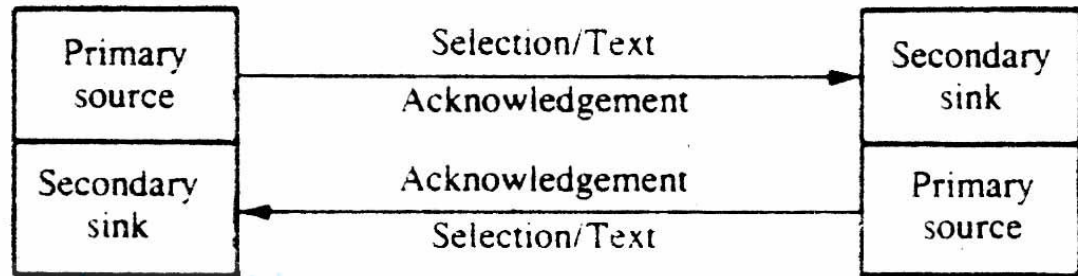 Primary
source
Selection/Text
Acknowledgement
Secondary
sink
Secondary
sink
Acknowledgement
Selection/Text
Primary
source